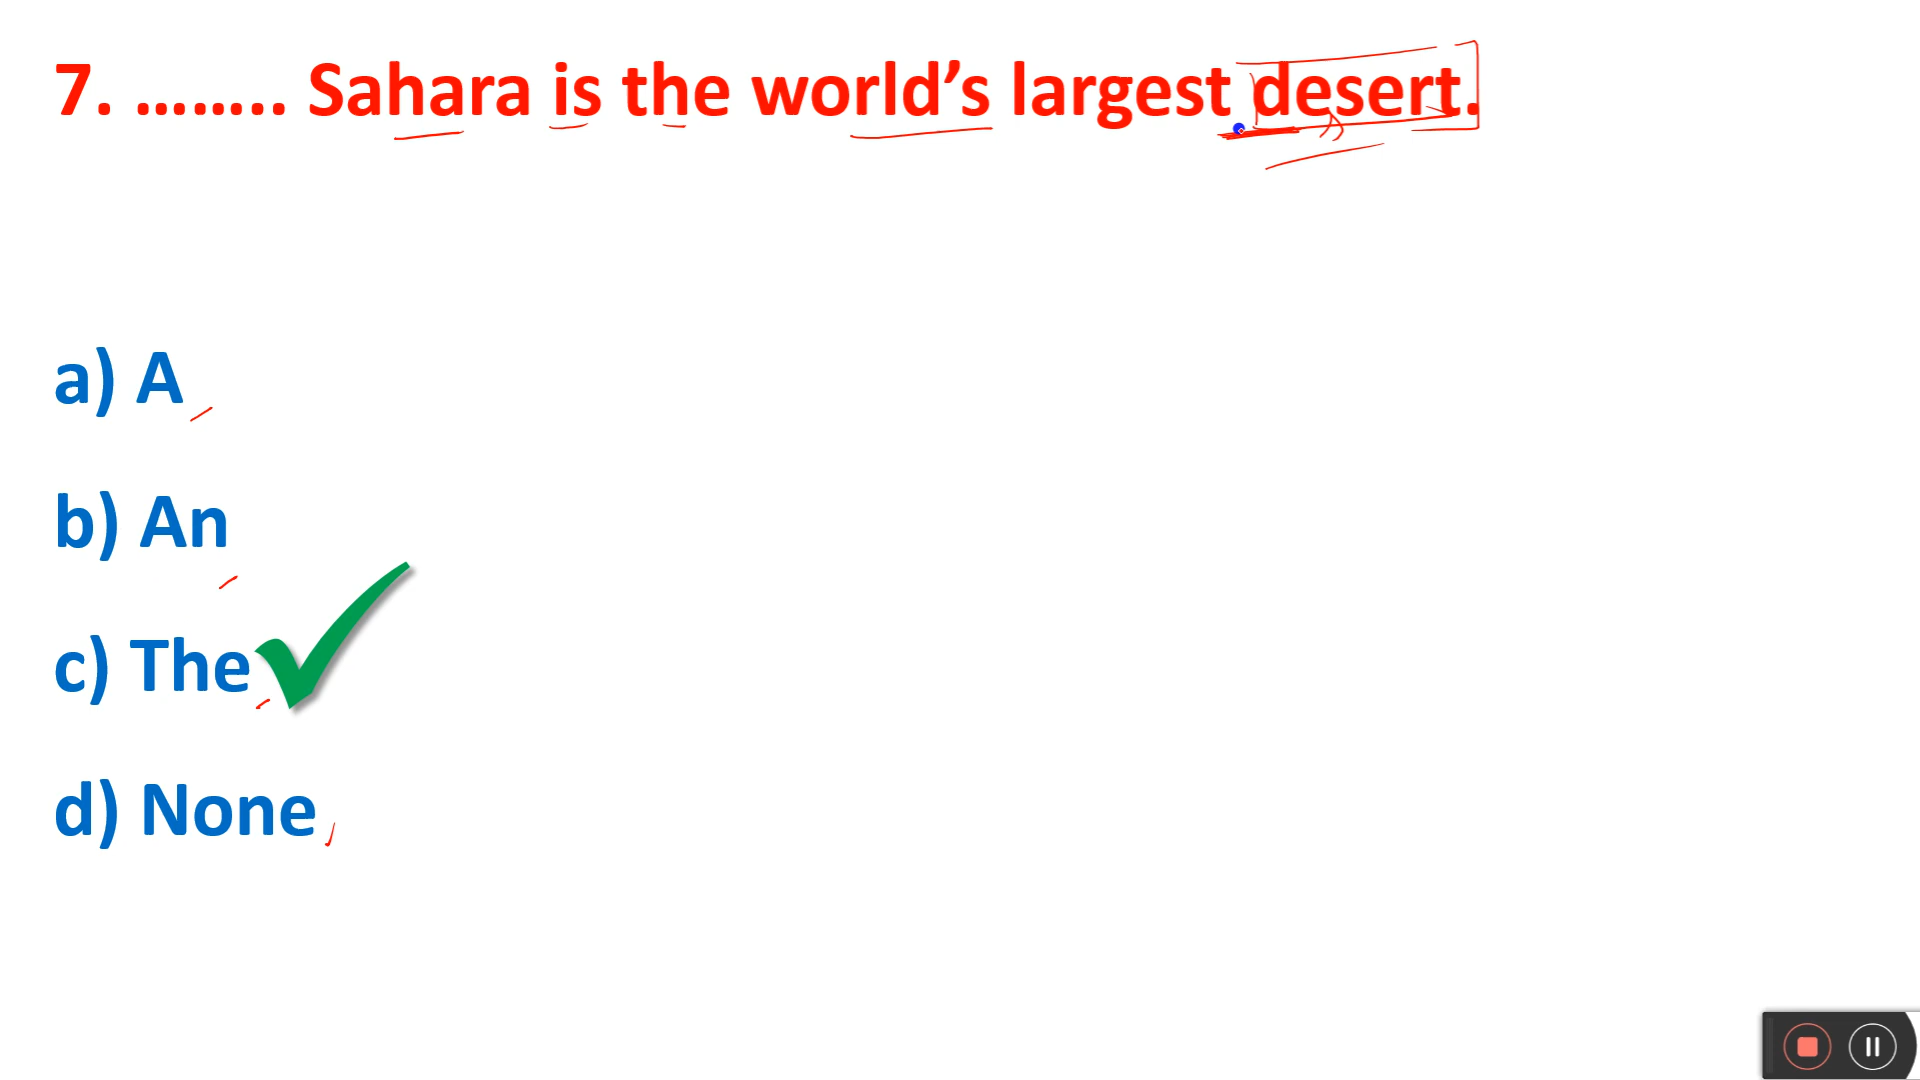 7. …….. Sahara is the world’s largest desert.
a) A
b) An
c) The
d) None